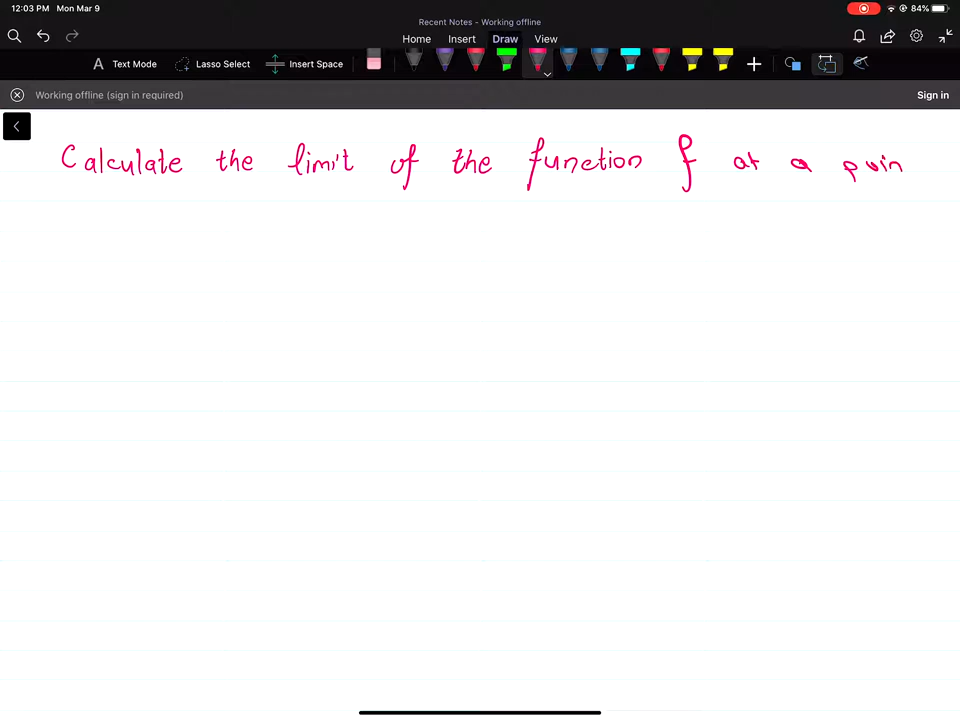 12:03 PM Mon Mar 9
84%
Recent Notes - Working offline
Home Insert Draw View
Text Mode Lasso Select Insert Space
Working offline (sign in required) Sign in
Calculate the limit of the function f at a poin